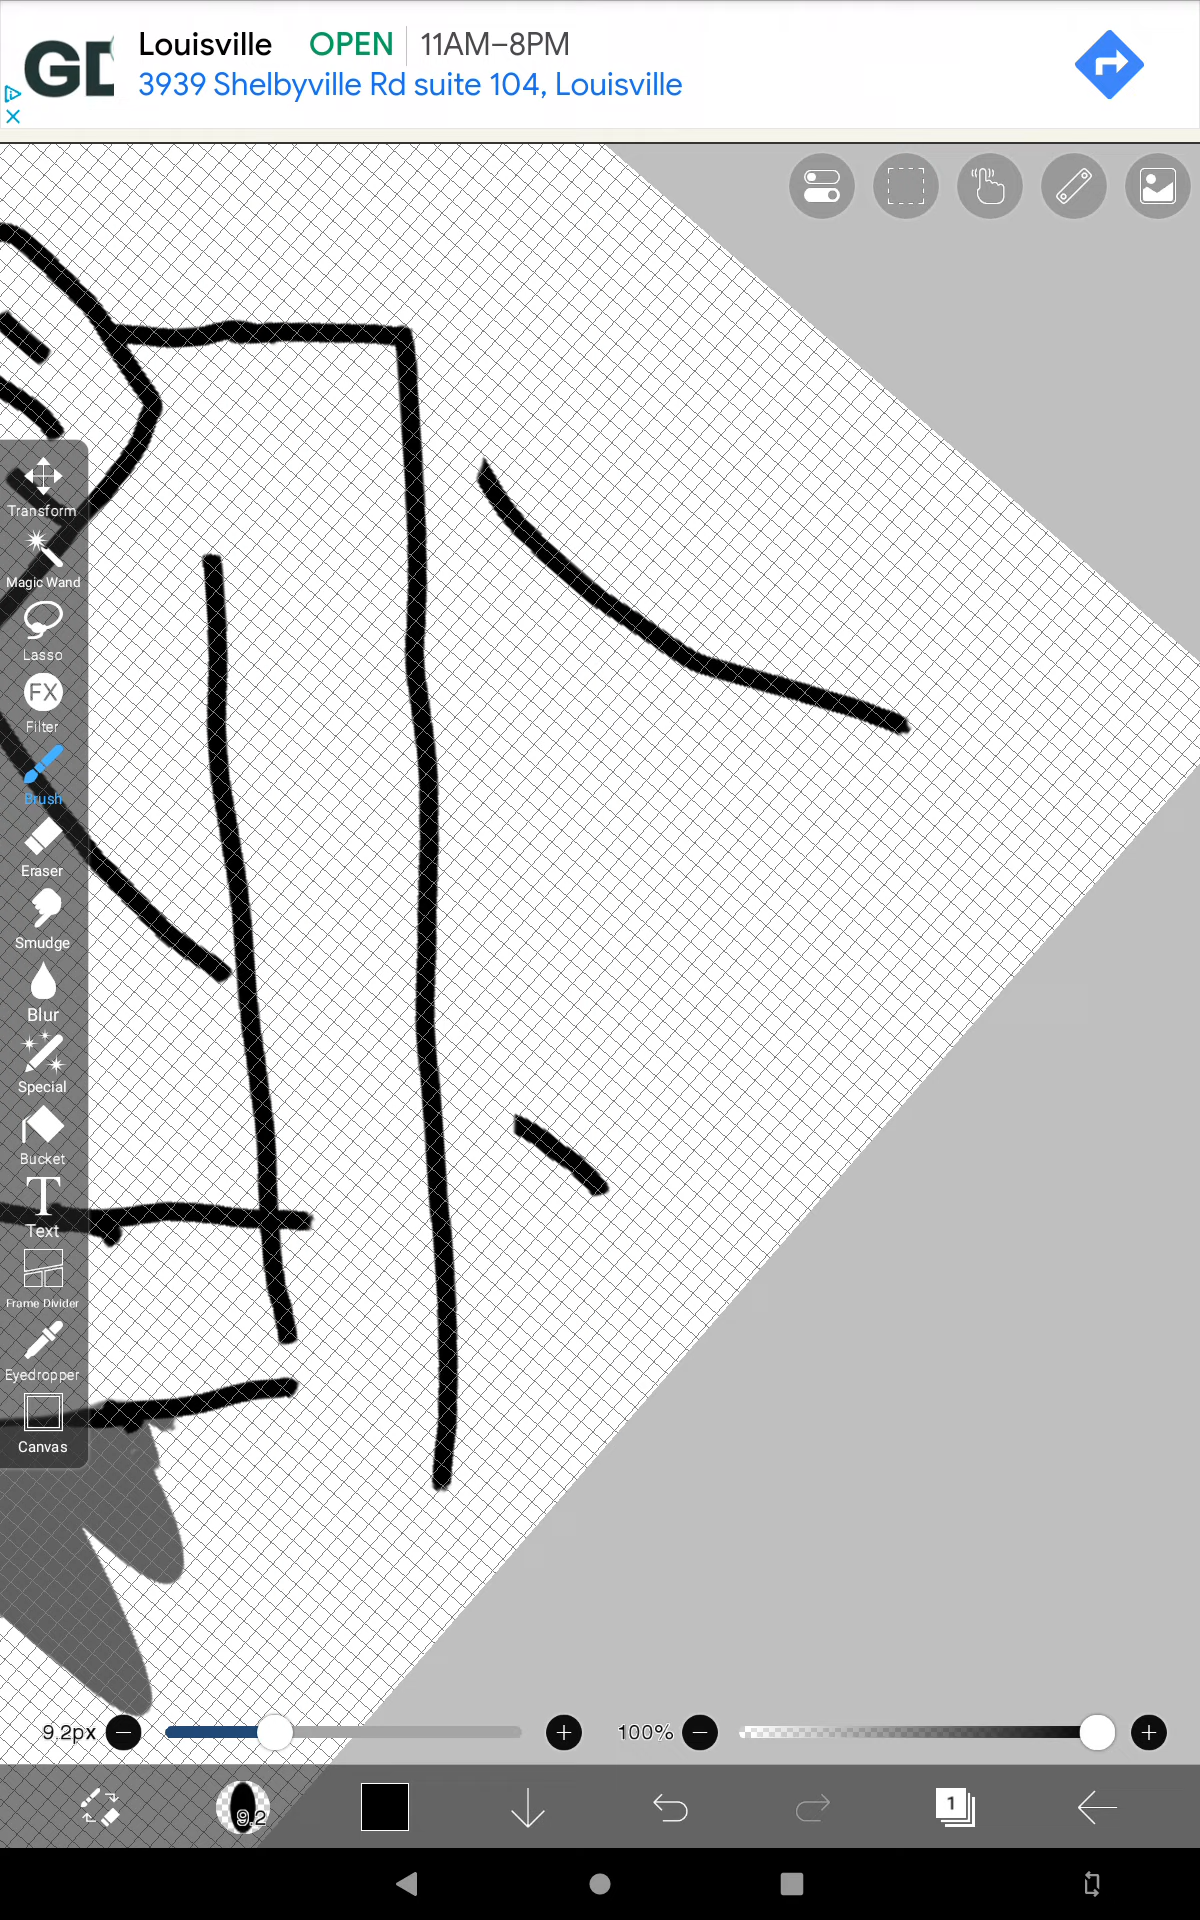 GD
Louisville OPEN 11AM–8PM
3939 Shelbyville Rd suite 104, Louisville
Transform
Magic Wand
Lasso
FX
Filter
Brush
Eraser
Smudge
Blur
Special
Bucket
T
Text
Frame Divider
Eyedropper
Canvas
9.2px
100%
9.2
1